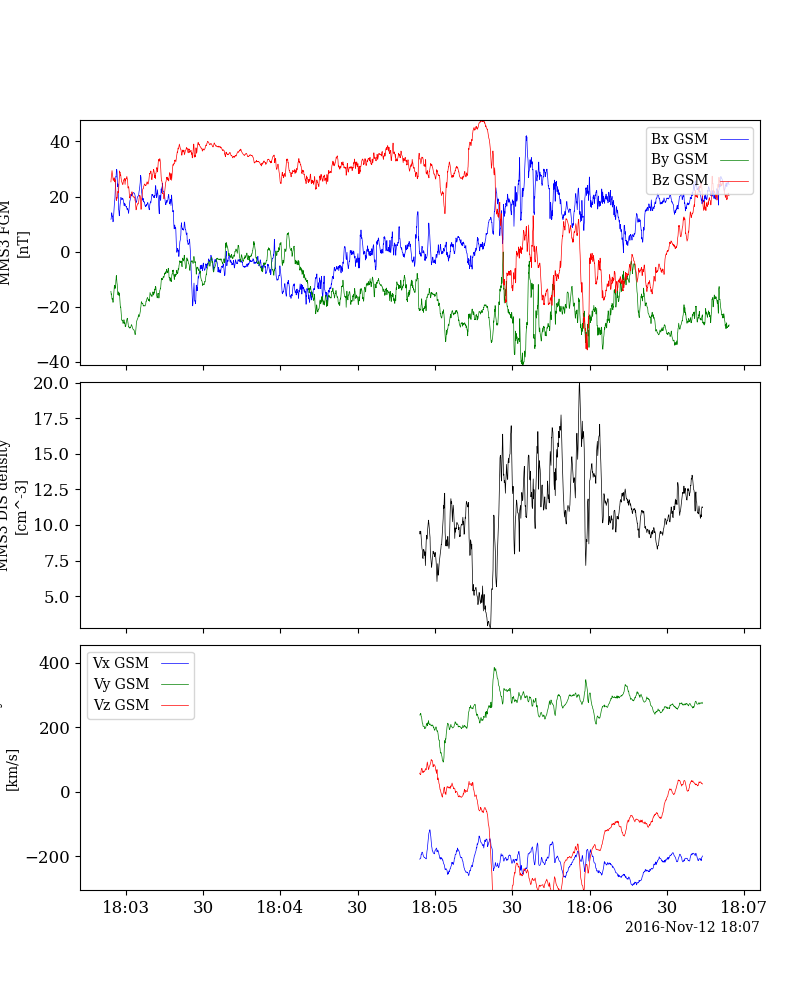 40
20
0
−20
−40
MMS3 FGM
[nT]
Bx GSM
By GSM
Bz GSM
20.0
17.5
15.0
12.5
10.0
7.5
5.0
MMS3 DIS density
[cm^-3]
400
200
0
−200
[km/s]
Vx GSM
Vy GSM
Vz GSM
18:03 30 18:04 30 18:05 30 18:06 30 18:07
2016-Nov-12 18:07